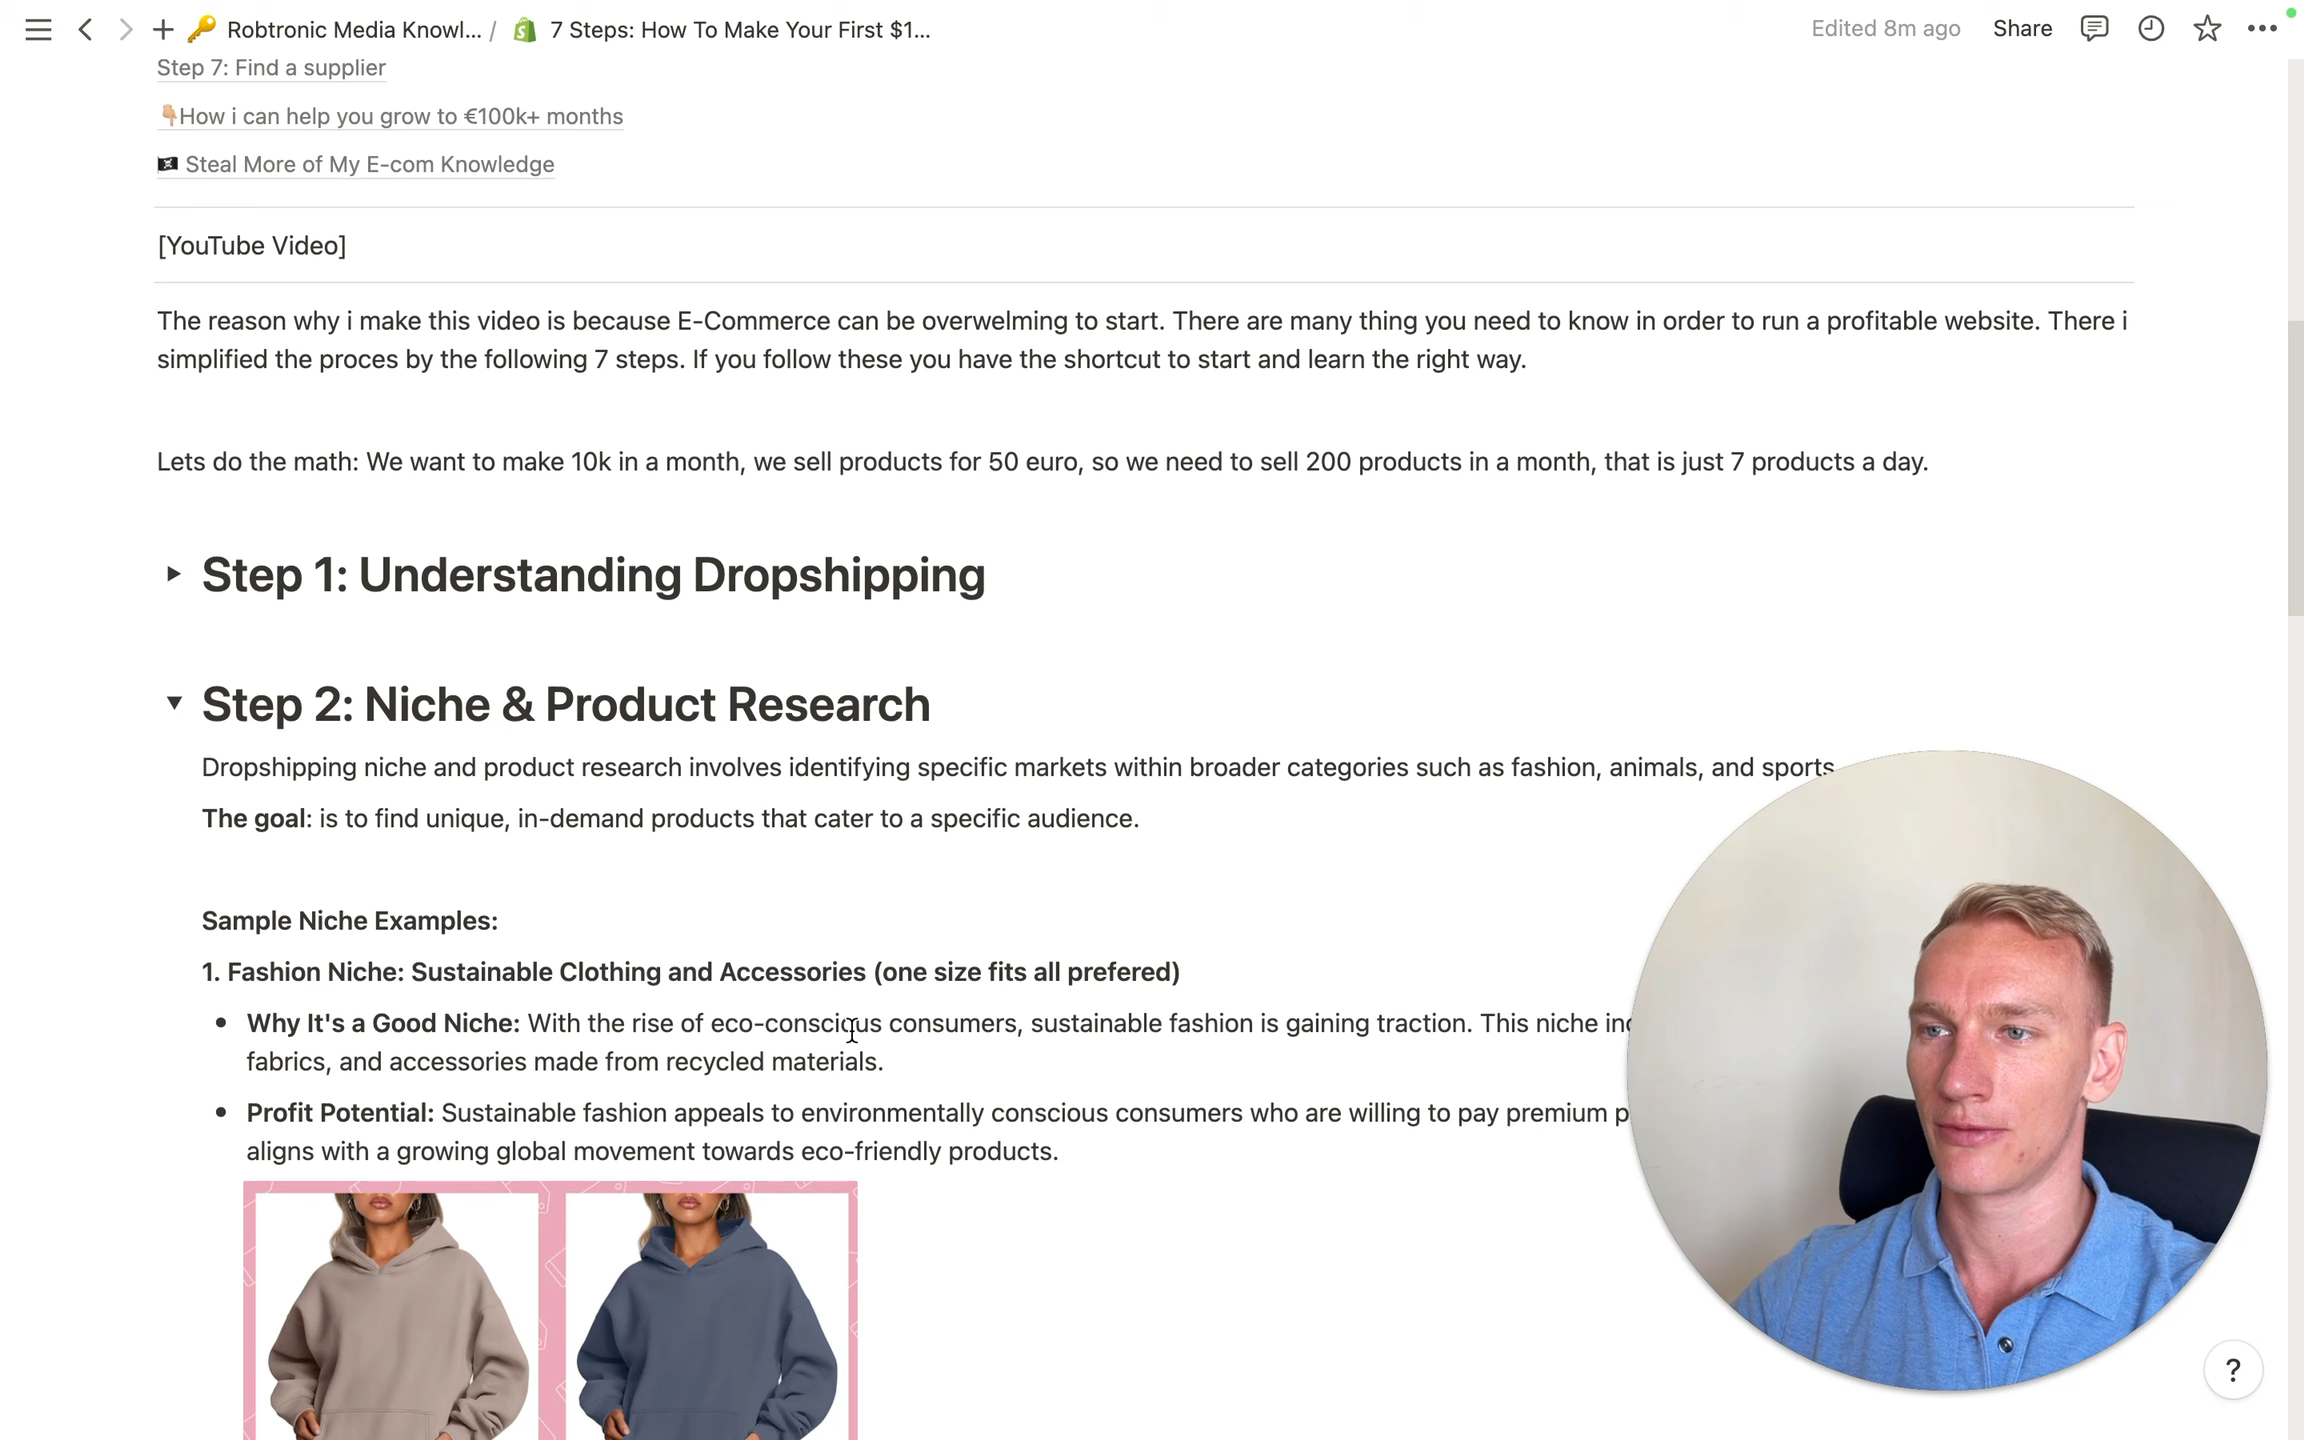 Robtronic Media Knowl... / 7 Steps: How To Make Your First $1...
Edited 8m ago Share
Step 7: Find a supplier
How i can help you grow to €100k+ months
Steal More of My E-com Knowledge
[YouTube Video]
The reason why i make this video is because E-Commerce can be overwelming to start. There are many thing you need to know in order to run a profitable website. There i
simplified the proces by the following 7 steps. If you follow these you have the shortcut to start and learn the right way.
Lets do the math: We want to make 10k in a month, we sell products for 50 euro, so we need to sell 200 products in a month, that is just 7 products a day.
Step 1: Understanding Dropshipping
Step 2: Niche & Product Research
Dropshipping niche and product research involves identifying specific markets within broader categories such as fashion, animals, and sports
The goal: is to find unique, in-demand products that cater to a specific audience.
Sample Niche Examples:
1. Fashion Niche: Sustainable Clothing and Accessories (one size fits all prefered)
Why It's a Good Niche: With the rise of eco-conscious consumers, sustainable fashion is gaining traction. This niche
fabrics, and accessories made from recycled materials.
Profit Potential: Sustainable fashion appeals to environmentally conscious consumers who are willing to pay premium
aligns with a growing global movement towards eco-friendly products.
?